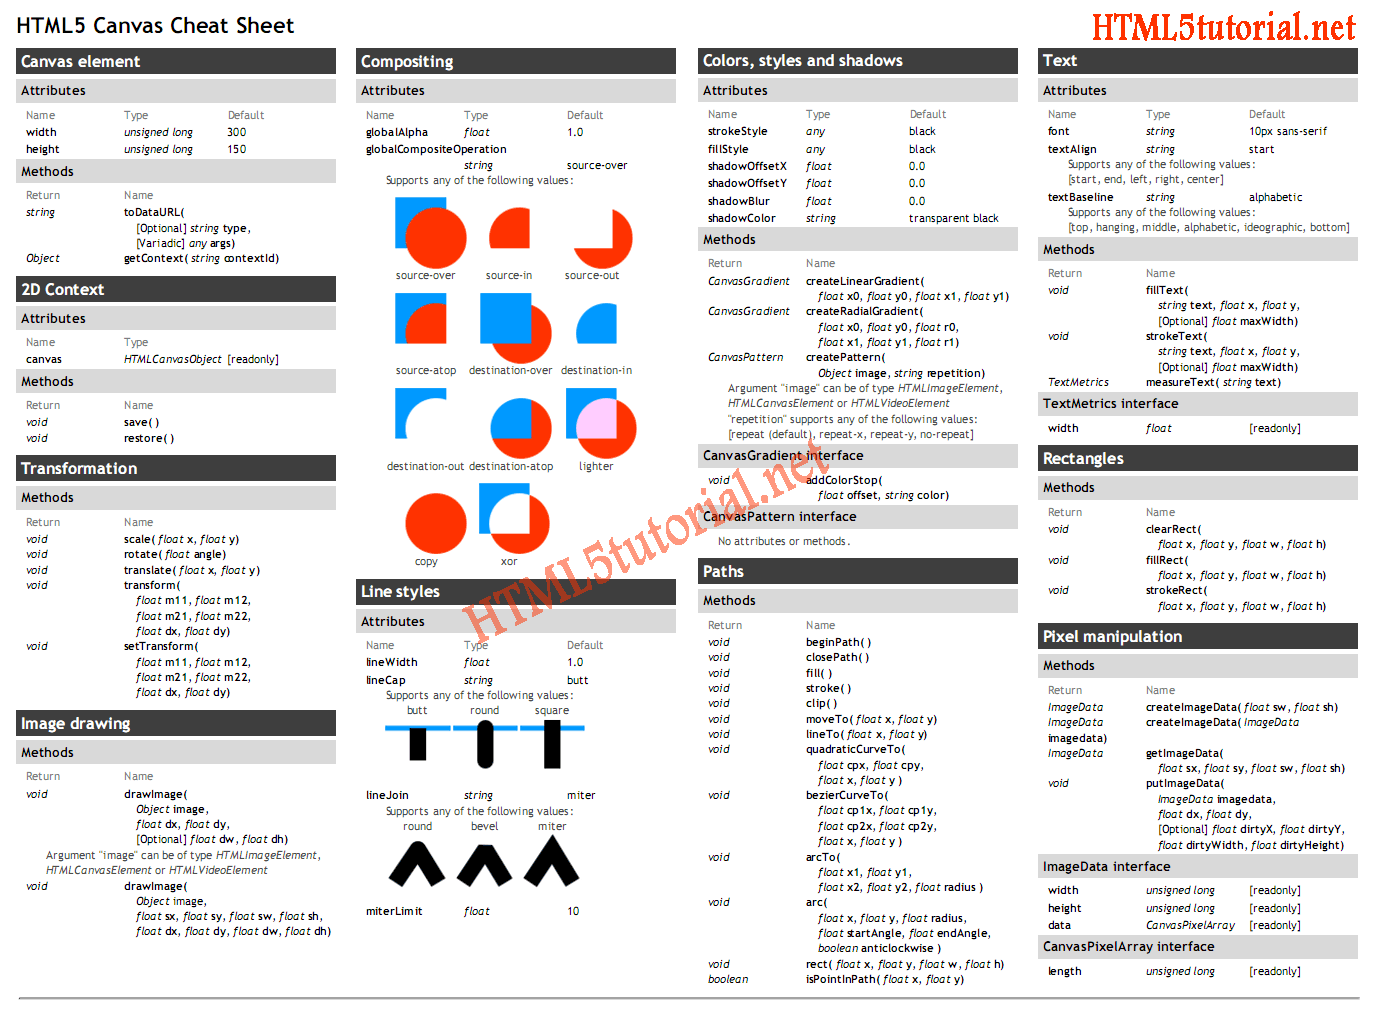 HTML5 Canvas Cheat Sheet
HTML5tutorial.net
Canvas element
Attributes
Name Type Default
width unsigned long 300
height unsigned long 150
Methods
Return Name
string toDataURL(
[Optional] string type,
[Variadic] any args)
Object getContext( string contextId)
2D Context
Attributes
Name Type
canvas HTMLCanvasObject [readonly]
Methods
Return Name
void save( )
void restore( )
Transformation
Methods
Return Name
void scale( float x, float y)
void rotate( float angle)
void translate( float x, float y)
void transform(
float m11, float m12,
float m21, float m22,
float dx, float dy)
void setTransform(
float m11, float m12,
float m21, float m22,
float dx, float dy)
Image drawing
Methods
Return Name
void drawImage(
Object image,
float dx, float dy,
[Optional] float dw, float dh)
Argument "image" can be of type HTMLImageElement,
HTMLCanvasElement or HTMLVideoElement
void drawImage(
Object image,
float sx, float sy, float sw, float sh,
float dx, float dy, float dw, float dh)
Compositing
Attributes
Name Type Default
globalAlpha float 1.0
globalCompositeOperation
string source-over
Supports any of the following values:
source-over source-in source-out
source-atop destination-over destination-in
destination-out destination-atop lighter
copy xor
Line styles
Attributes
Name Type Default
lineWidth float 1.0
lineCap string butt
Supports any of the following values:
butt round square
lineJoin string miter
Supports any of the following values:
round bevel miter
miterLimit float 10
HTML5tutorial.net
Colors, styles and shadows
Attributes
Name Type Default
strokeStyle any black
fillStyle any black
shadowOffsetX float 0.0
shadowOffsetY float 0.0
shadowBlur float 0.0
shadowColor string transparent black
Methods
Return Name
CanvasGradient createLinearGradient(
float x0, float y0, float x1, float y1)
CanvasGradient createRadialGradient(
float x0, float y0, float r0,
float x1, float y1, float r1)
CanvasPattern createPattern(
Object image, string repetition)
Argument "image" can be of type HTMLImageElement,
HTMLCanvasElement or HTMLVideoElement
"repetition" supports any of the following values:
[repeat (default), repeat-x, repeat-y, no-repeat]
CanvasGradient interface
void addColorStop(
float offset, string color)
CanvasPattern interface
No attributes or methods.
Paths
Methods
Return Name
void beginPath( )
void closePath( )
void fill( )
void stroke( )
void clip( )
void moveTo( float x, float y)
void lineTo( float x, float y)
void quadraticCurveTo(
float cpx, float cpy,
float x, float y )
void bezierCurveTo(
float cp1x, float cp1y,
float cp2x, float cp2y,
float x, float y )
void arcTo(
float x1, float y1,
float x2, float y2, float radius )
void arc(
float x, float y, float radius,
float startAngle, float endAngle,
boolean anticlockwise )
void rect( float x, float y, float w, float h)
boolean isPointInPath( float x, float y)
Text
Attributes
Name Type Default
font string 10px sans-serif
textAlign string start
Supports any of the following values:
[start, end, left, right, center]
textBaseline string alphabetic
Supports any of the following values:
[top, hanging, middle, alphabetic, ideographic, bottom]
Methods
Return Name
void fillText(
string text, float x, float y,
[Optional] float maxWidth)
void strokeText(
string text, float x, float y,
[Optional] float maxWidth)
TextMetrics measureText( string text)
TextMetrics interface
width float [readonly]
Rectangles
Methods
Return Name
void clearRect(
float x, float y, float w, float h)
void fillRect(
float x, float y, float w, float h)
void strokeRect(
float x, float y, float w, float h)
Pixel manipulation
Methods
Return Name
ImageData createImageData( float sw, float sh)
ImageData createImageData( ImageData
imagedata)
ImageData getImageData(
float sx, float sy, float sw, float sh)
void putImageData(
ImageData imagedata,
float dx, float dy,
[Optional] float dirtyX, float dirtyY,
float dirtyWidth, float dirtyHeight)
ImageData interface
width unsigned long [readonly]
height unsigned long [readonly]
data CanvasPixelArray [readonly]
CanvasPixelArray interface
length unsigned long [readonly]